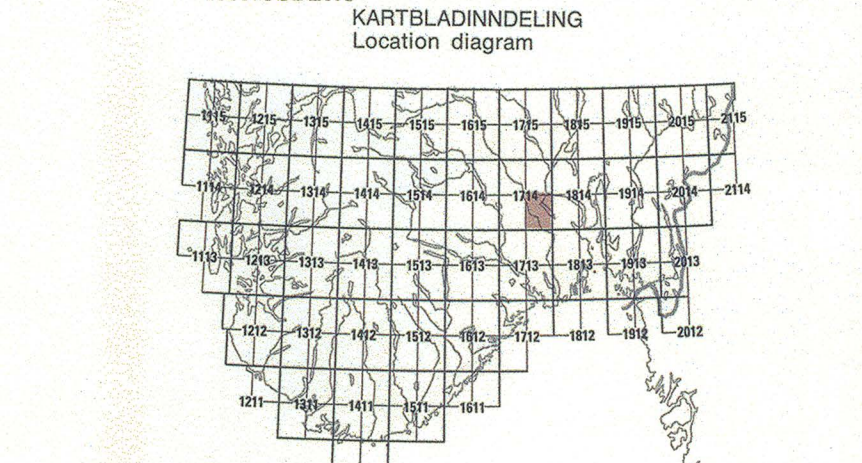 KARTBLADINNDELING
Location diagram
1115 1215 1315 1415 1515 1615 1715 1815 1915 2015 2115
1114 1214 1314 1414 1514 1614 1714 1814 1914 2014 2114
1113 1213 1313 1413 1513 1613 1713 1813 1913 2013
1212 1312 1412 1512 1612 1712 1812 1912 2012
1211 1311 1411 1511 1611